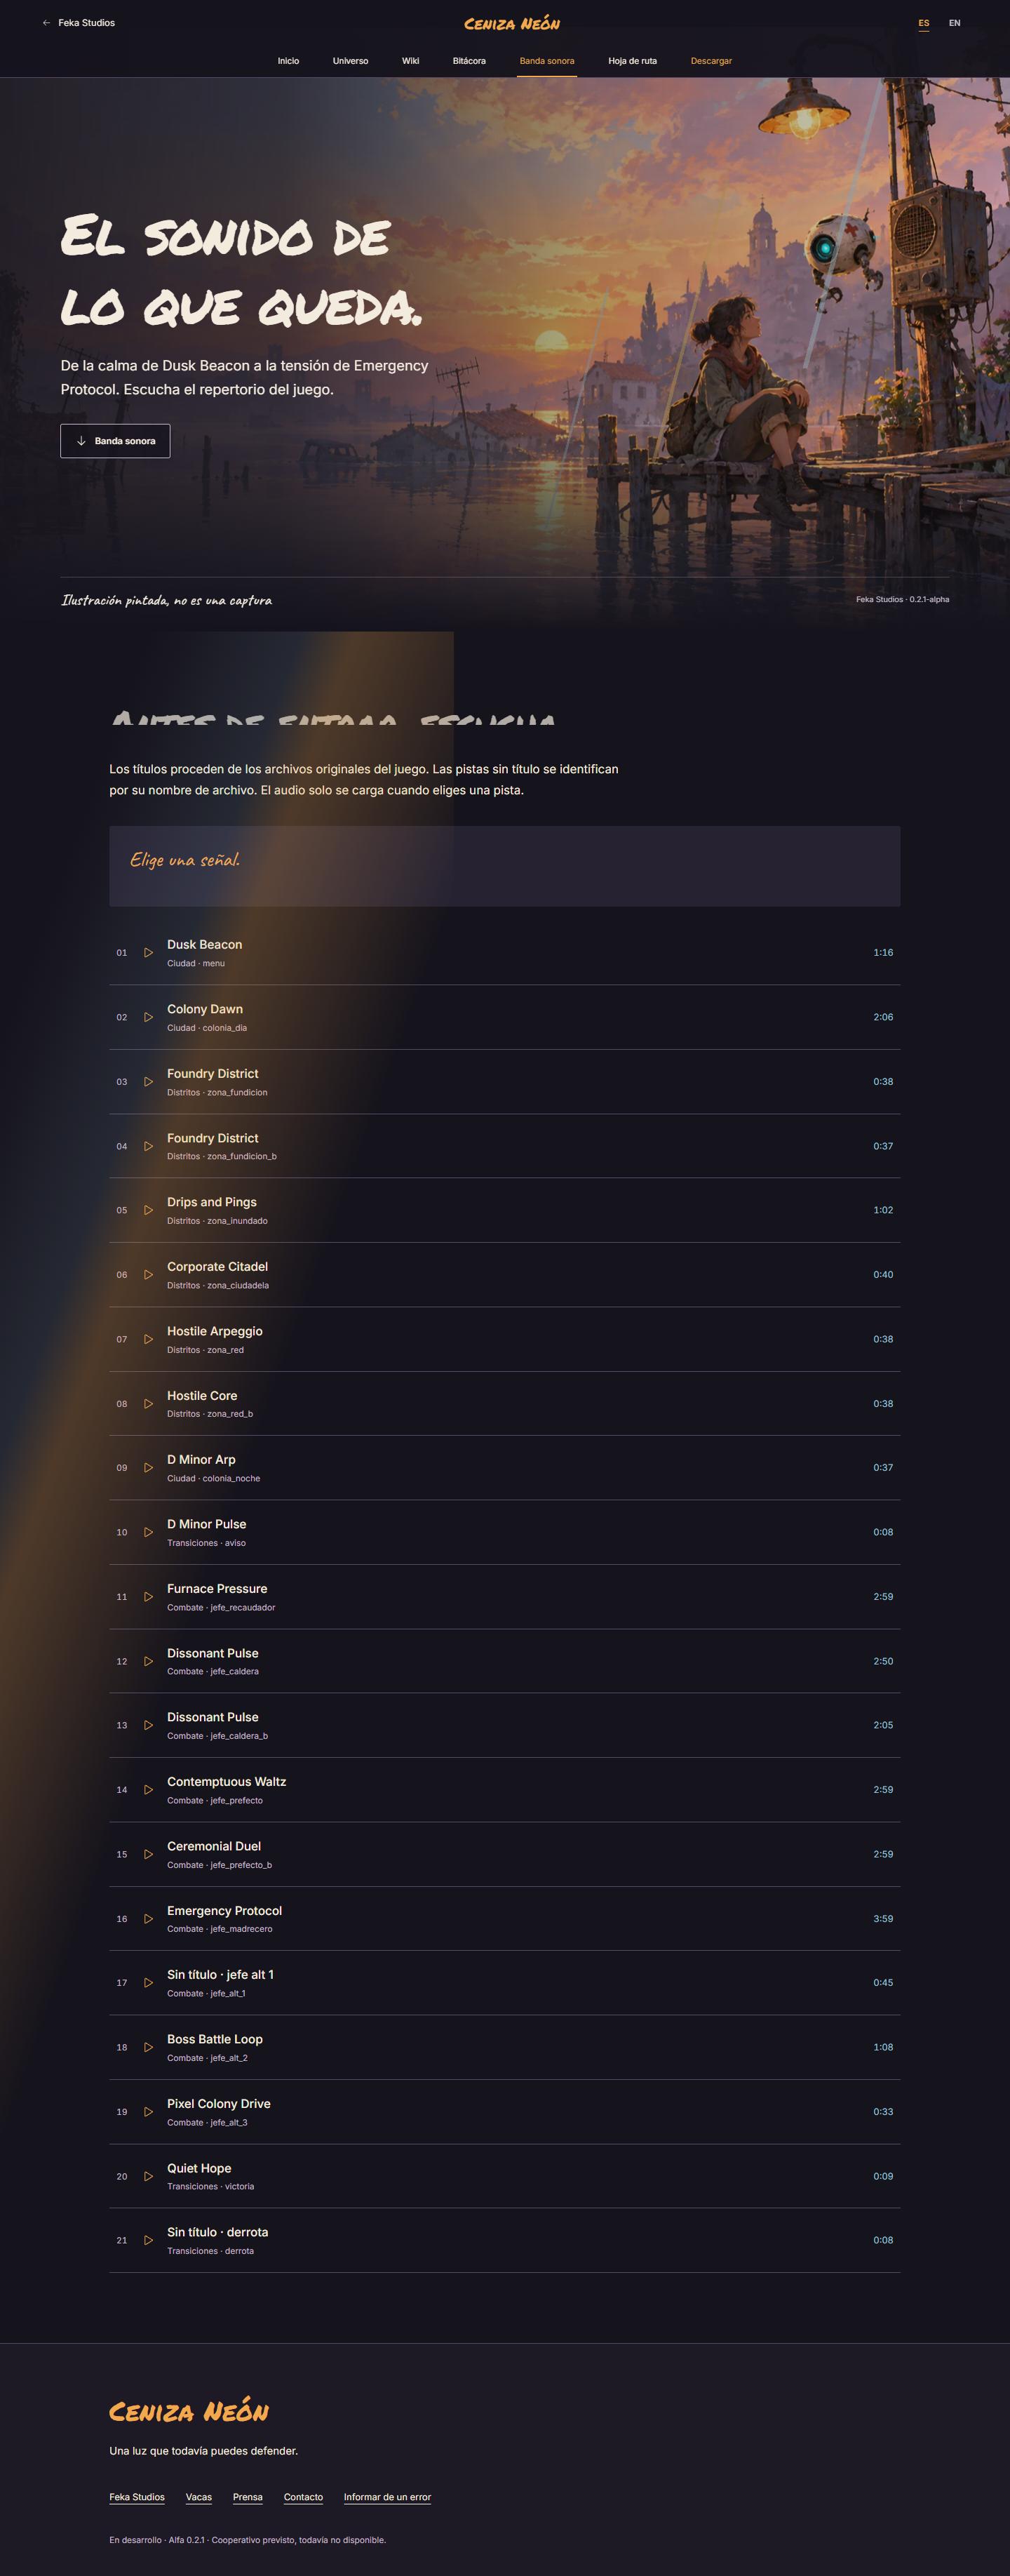 ← Feka Studios
Ceniza Neón
ES EN
Inicio Universo Wiki Bitácora Banda sonora Hoja de ruta Descargar
El sonido de
lo que queda.
De la calma de Dusk Beacon a la tensión de Emergency
Protocol. Escucha el repertorio del juego.
↓ Banda sonora
Ilustración pintada, no es una captura
Feka Studios · 0.2.1-alpha
Antes de entrar, escucha
Los títulos proceden de los archivos originales del juego. Las pistas sin título se identifican
por su nombre de archivo. El audio solo se carga cuando eliges una pista.
Elige una señal.
01 Dusk Beacon 1:16
Ciudad · menu
02 Colony Dawn 2:06
Ciudad · colonia_dia
03 Foundry District 0:38
Distritos · zona_fundicion
04 Foundry District 0:37
Distritos · zona_fundicion_b
05 Drips and Pings 1:02
Distritos · zona_inundado
06 Corporate Citadel 0:40
Distritos · zona_ciudadela
07 Hostile Arpeggio 0:38
Distritos · zona_red
08 Hostile Core 0:38
Distritos · zona_red_b
09 D Minor Arp 0:37
Ciudad · colonia_noche
10 D Minor Pulse 0:08
Transiciones · aviso
11 Furnace Pressure 2:59
Combate · jefe_recaudador
12 Dissonant Pulse 2:50
Combate · jefe_caldera
13 Dissonant Pulse 2:05
Combate · jefe_caldera_b
14 Contemptuous Waltz 2:59
Combate · jefe_prefecto
15 Ceremonial Duel 2:59
Combate · jefe_prefecto_b
16 Emergency Protocol 3:59
Combate · jefe_madrecero
17 Sin título · jefe alt 1 0:45
Combate · jefe_alt_1
18 Boss Battle Loop 1:08
Combate · jefe_alt_2
19 Pixel Colony Drive 0:33
Combate · jefe_alt_3
20 Quiet Hope 0:09
Transiciones · victoria
21 Sin título · derrota 0:08
Transiciones · derrota
Ceniza Neón
Una luz que todavía puedes defender.
Feka Studios Vacas Prensa Contacto Informar de un error
En desarrollo · Alfa 0.2.1 · Cooperativo previsto, todavía no disponible.